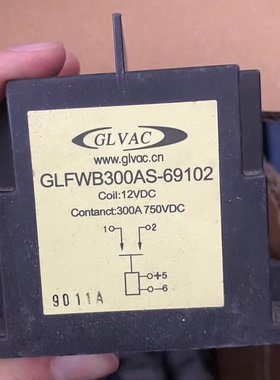 GLVAC
www.glvac.cn
GLFWB300AS-69102
Coil:12VDC
Contanct:300A 750VDC
1 2
+5
-6
9011A